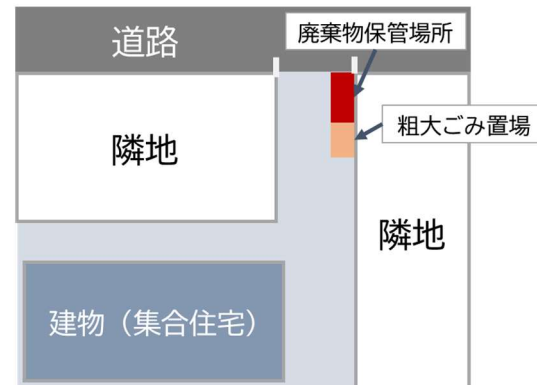 道路
廃棄物保管場所
粗大ごみ置場
隣地
隣地
建物（集合住宅）